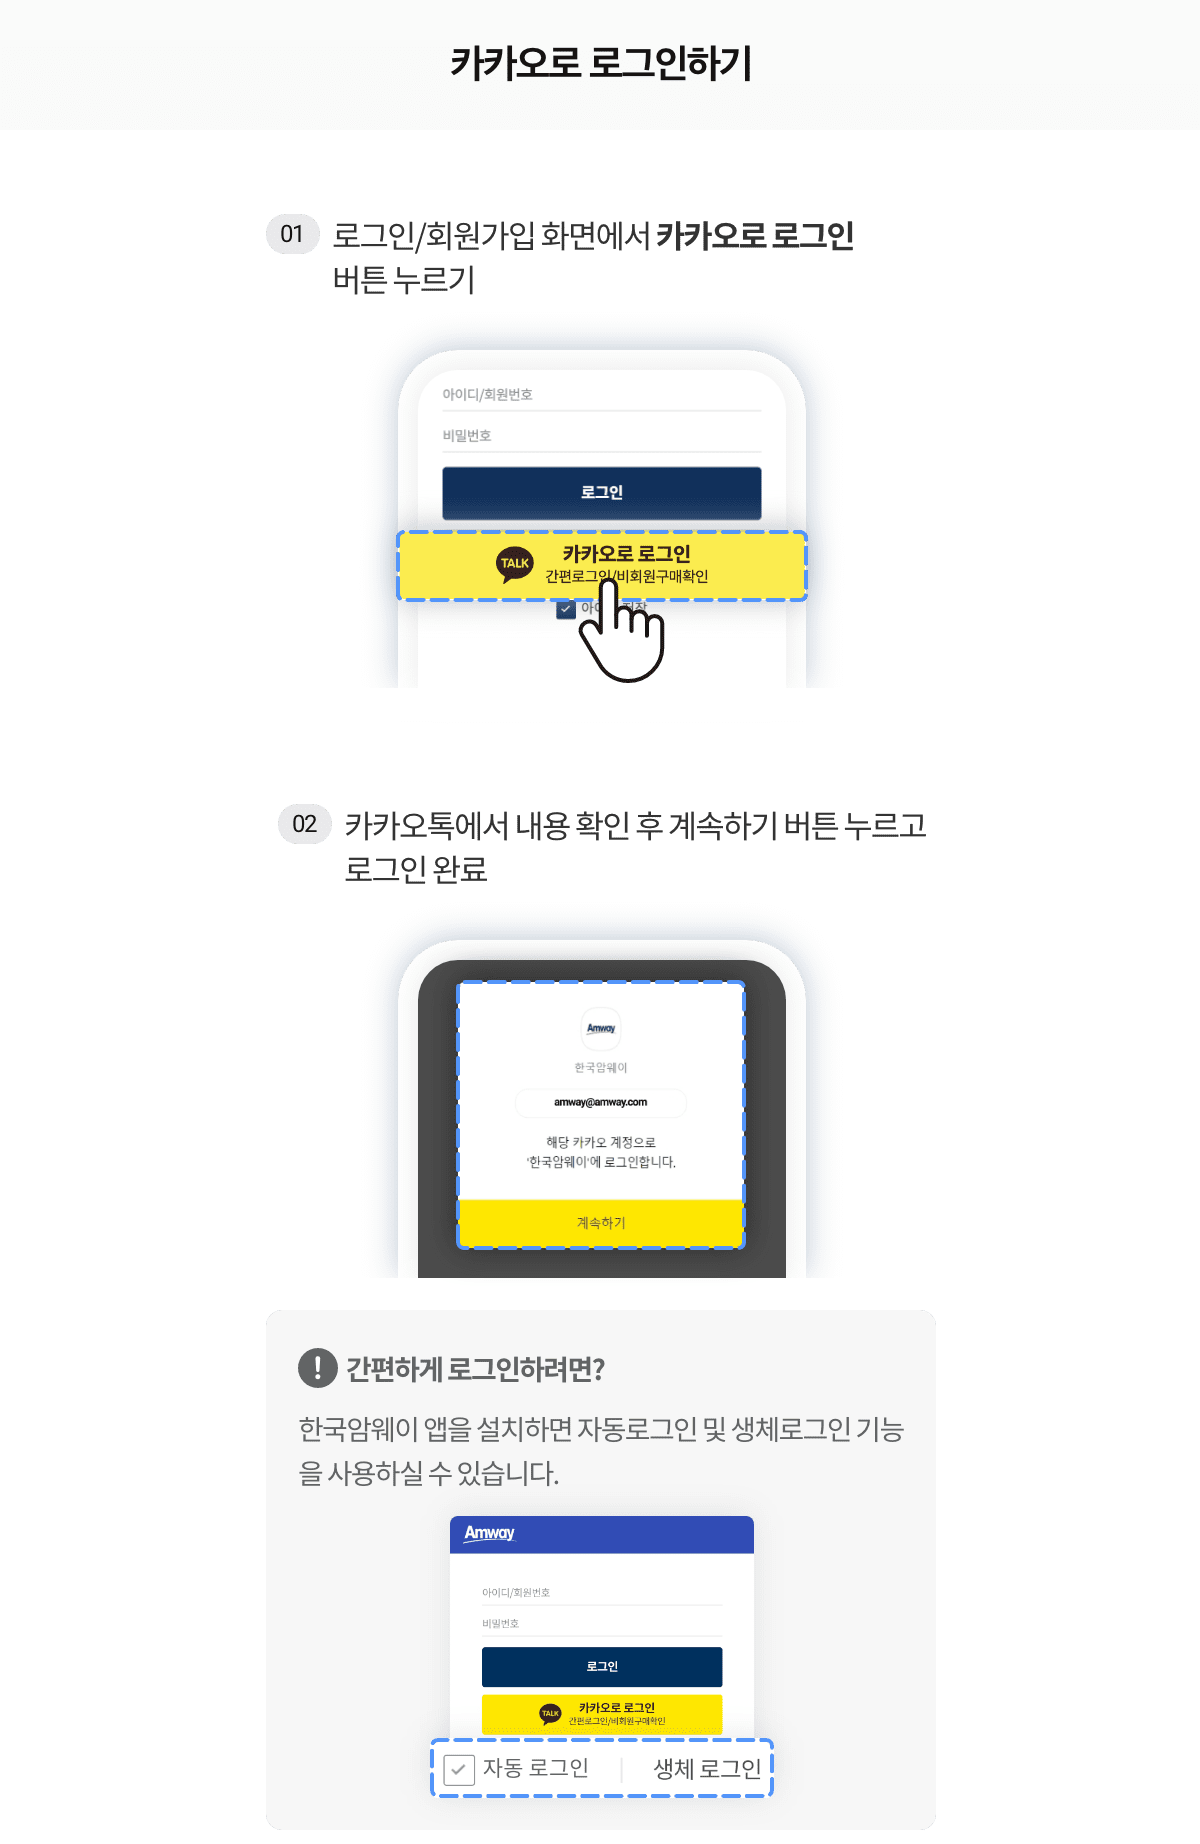 카카오로 로그인하기
01 로그인/회원가입 화면에서 카카오로 로그인
버튼 누르기
아이디/회원번호
비밀번호
로그인
TALK 카카오로 로그인
간편로그인/비회원구매확인
02 카카오톡에서 내용 확인 후 계속하기 버튼 누르고
로그인 완료
Amway
한국암웨이
amway@amway.com
해당 카카오 계정으로
'한국암웨이'에 로그인합니다.
계속하기
! 간편하게 로그인하려면?
한국암웨이 앱을 설치하면 자동로그인 및 생체로그인 기능
을 사용하실 수 있습니다.
Amway
아이디/회원번호
비밀번호
로그인
TALK 카카오로 로그인
간편로그인/비회원구매확인
자동 로그인 | 생체 로그인